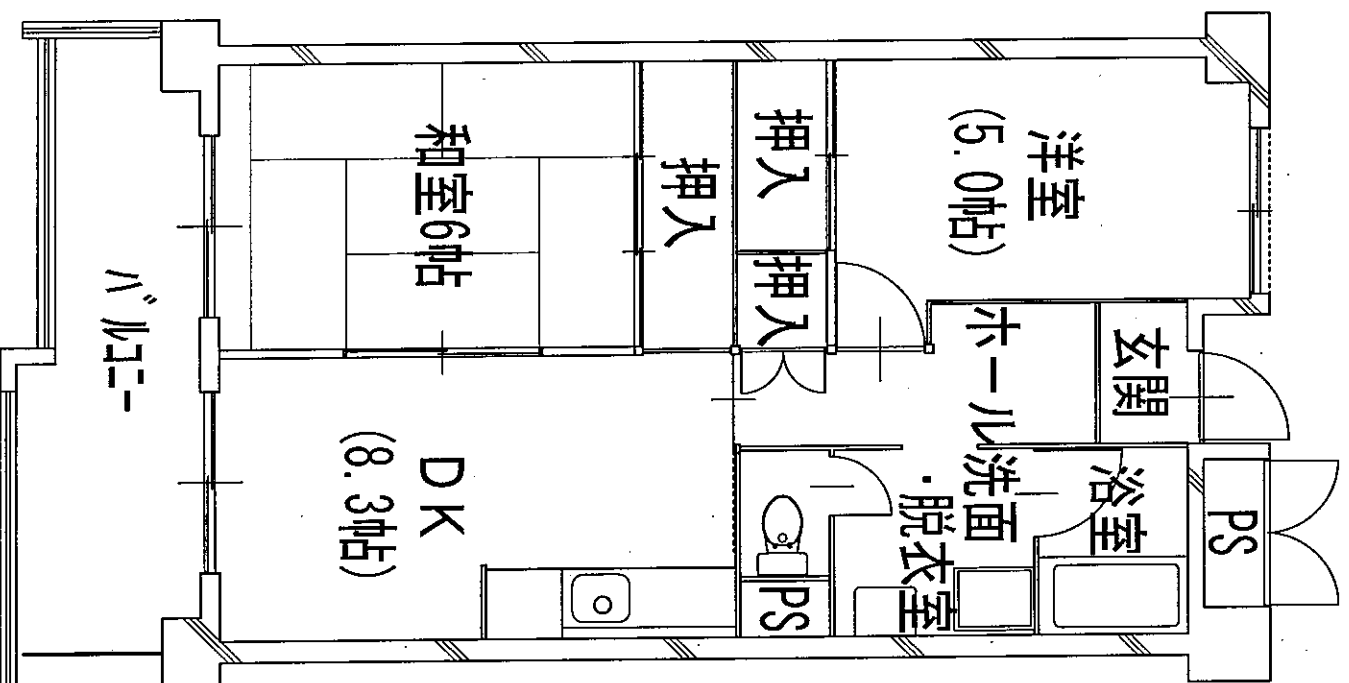 和室6帖
押入
押入
押入
洋室
(5.0帖)
バルコニー
DK
(8.3帖)
ホール
玄関
洗面
・脱衣室
浴室
PS
PS